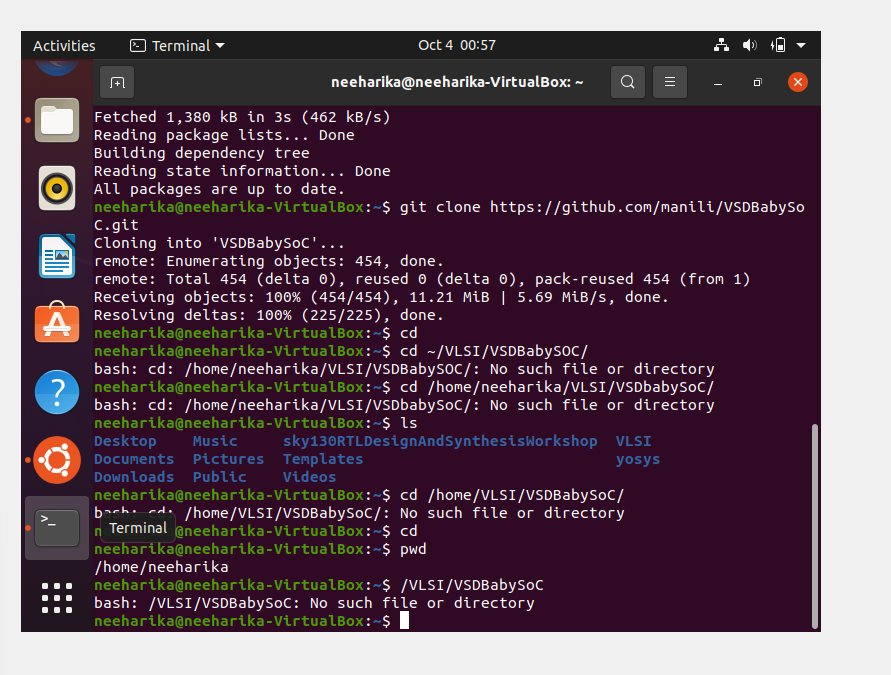 Activities Terminal Oct 4 00:57
neeharika@neeharika-VirtualBox: ~
Fetched 1,380 kB in 3s (462 kB/s)
Reading package lists... Done
Building dependency tree
Reading state information... Done
All packages are up to date.
neeharika@neeharika-VirtualBox:~$ git clone https://github.com/manili/VSDBabySo
C.git
Cloning into 'VSDBabySoC'...
remote: Enumerating objects: 454, done.
remote: Total 454 (delta 0), reused 0 (delta 0), pack-reused 454 (from 1)
Receiving objects: 100% (454/454), 11.21 MiB | 5.69 MiB/s, done.
Resolving deltas: 100% (225/225), done.
neeharika@neeharika-VirtualBox:~$ cd
neeharika@neeharika-VirtualBox:~$ cd ~/VLSI/VSDBabySOC/
bash: cd: /home/neeharika/VLSI/VSDBabySOC/: No such file or directory
neeharika@neeharika-VirtualBox:~$ cd /home/neeharika/VLSI/VSDbabySoC/
bash: cd: /home/neeharika/VLSI/VSDbabySoC/: No such file or directory
neeharika@neeharika-VirtualBox:~$ ls
Desktop Music sky130RTLDesignAndSynthesisWorkshop VLSI
Documents Pictures Templates yosys
Downloads Public Videos
neeharika@neeharika-VirtualBox:~$ cd /home/VLSI/VSDBabySoC/
bash: cd: /home/VLSI/VSDBabySoC/: No such file or directory
Terminal
neeharika@neeharika-VirtualBox:~$ cd
neeharika@neeharika-VirtualBox:~$ pwd
/home/neeharika
neeharika@neeharika-VirtualBox:~$ /VLSI/VSDBabySoC
bash: /VLSI/VSDBabySoC: No such file or directory
neeharika@neeharika-VirtualBox:~$